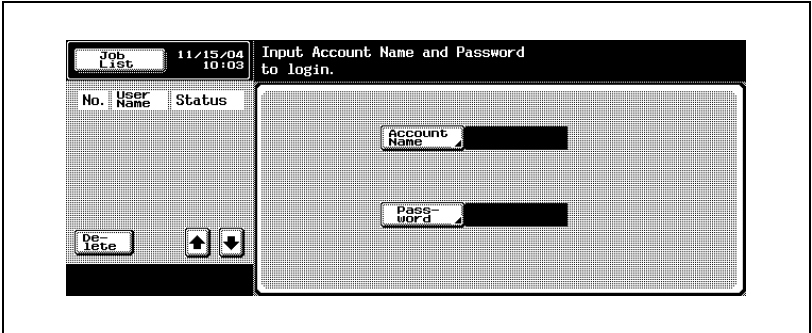 Job
List
11/15/04
10:03
Input Account Name and Password
to login.
No. User
Name Status
Account
Name
Pass-
word
De-
lete